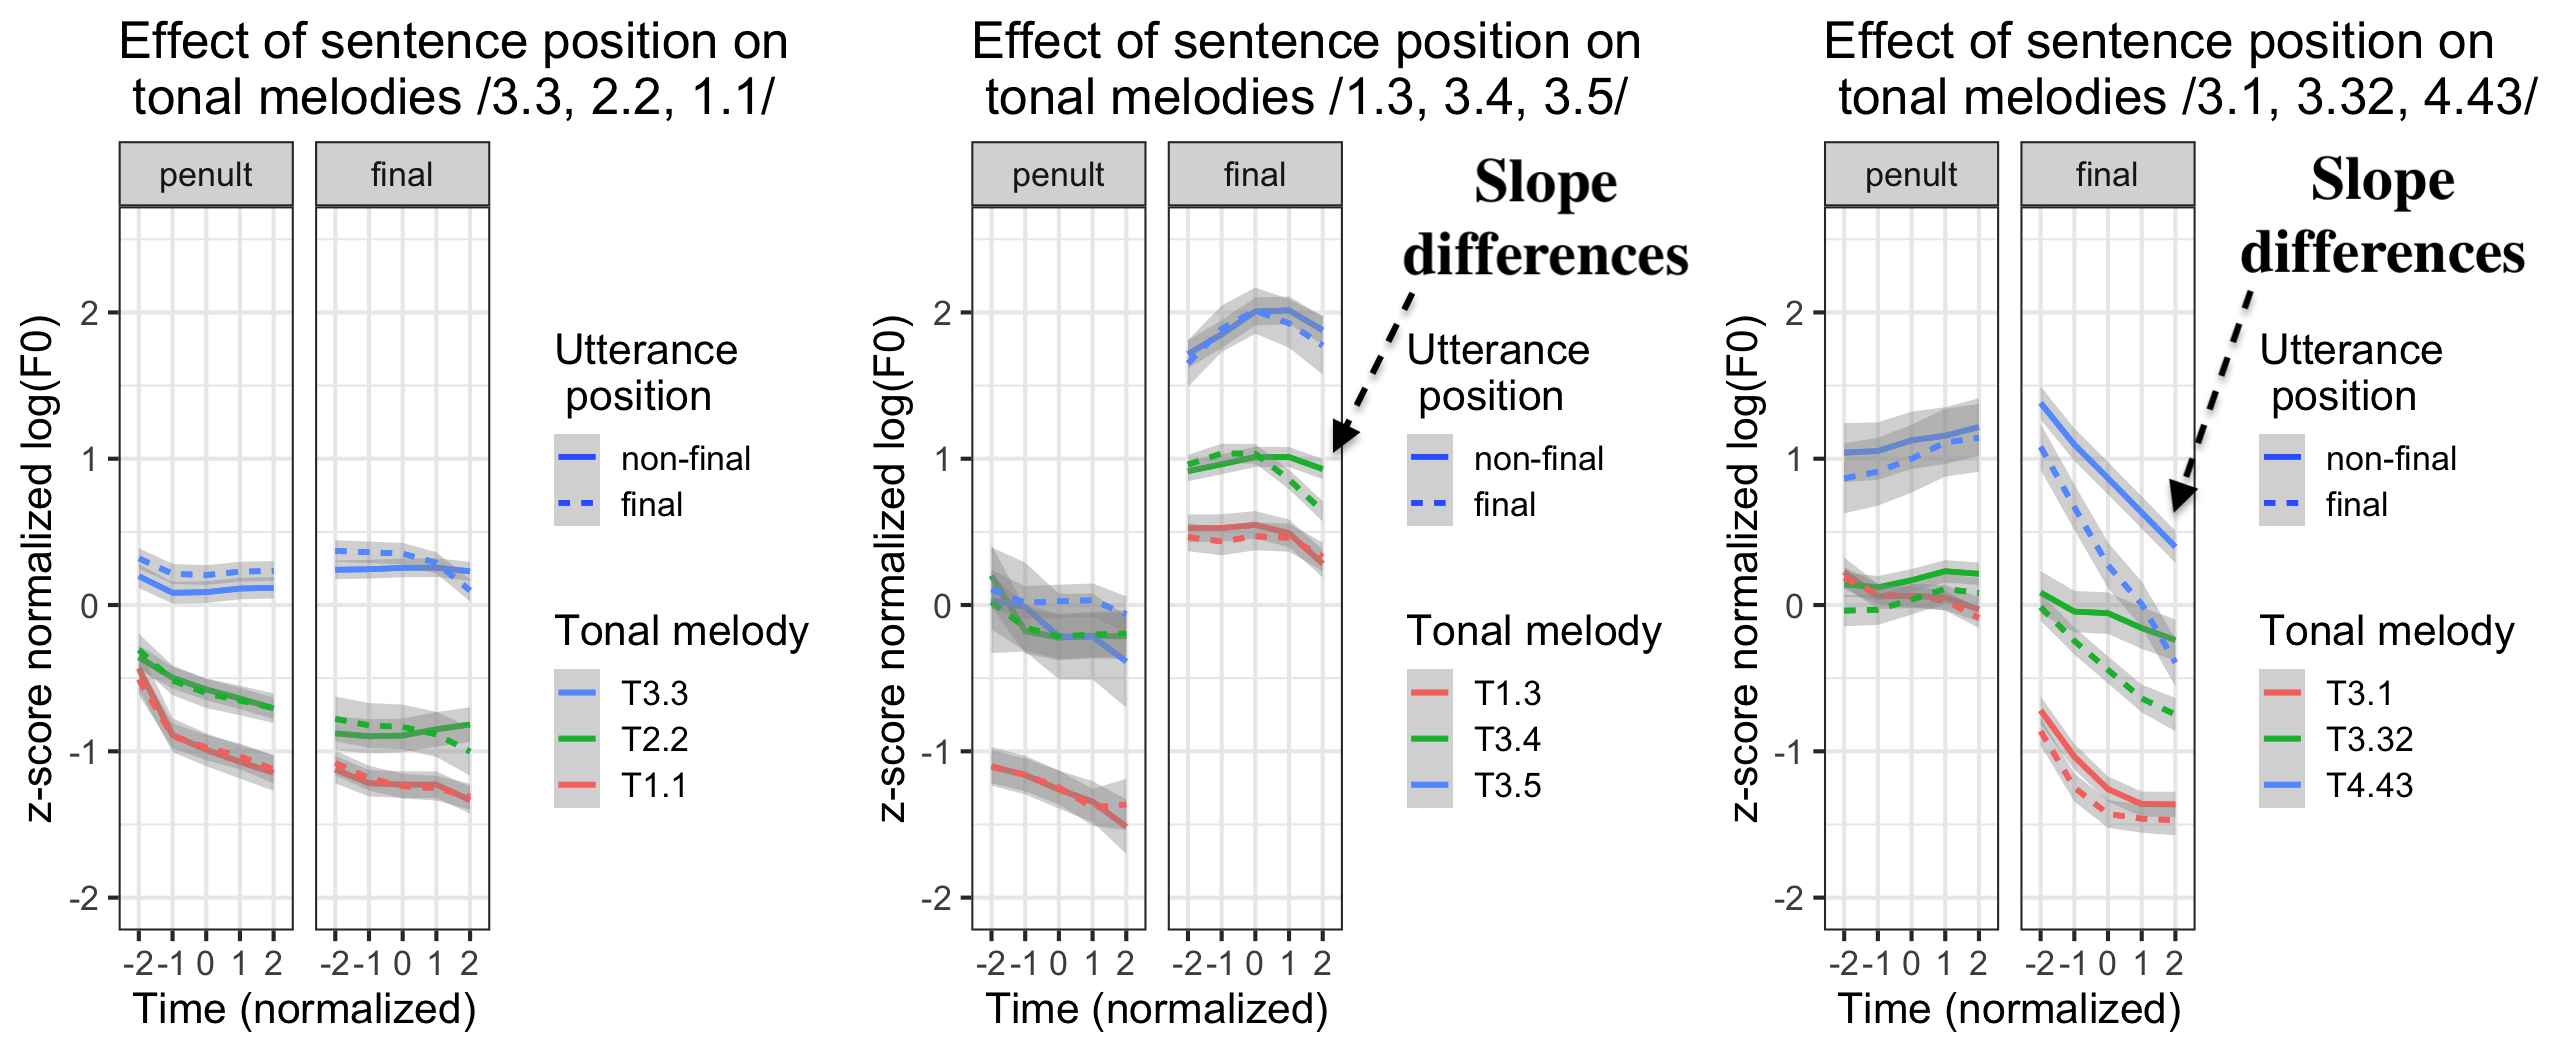 Effect of sentence position on
tonal melodies /3.3, 2.2, 1.1/
penult
final
z-score normalized log(F0)
2
1
0
-1
-2
-2 -1 0 1 2
-2 -1 0 1 2
Time (normalized)
Utterance
position
non-final
final
Tonal melody
T3.3
T2.2
T1.1
Effect of sentence position on
tonal melodies /1.3, 3.4, 3.5/
penult
final
Slope
differences
z-score normalized log(F0)
2
1
0
-1
-2
-2 -1 0 1 2
-2 -1 0 1 2
Time (normalized)
Utterance
position
non-final
final
Tonal melody
T1.3
T3.4
T3.5
Effect of sentence position on
tonal melodies /3.1, 3.32, 4.43/
penult
final
Slope
differences
z-score normalized log(F0)
2
1
0
-1
-2
-2 -1 0 1 2
-2 -1 0 1 2
Time (normalized)
Utterance
position
non-final
final
Tonal melody
T3.1
T3.32
T4.43